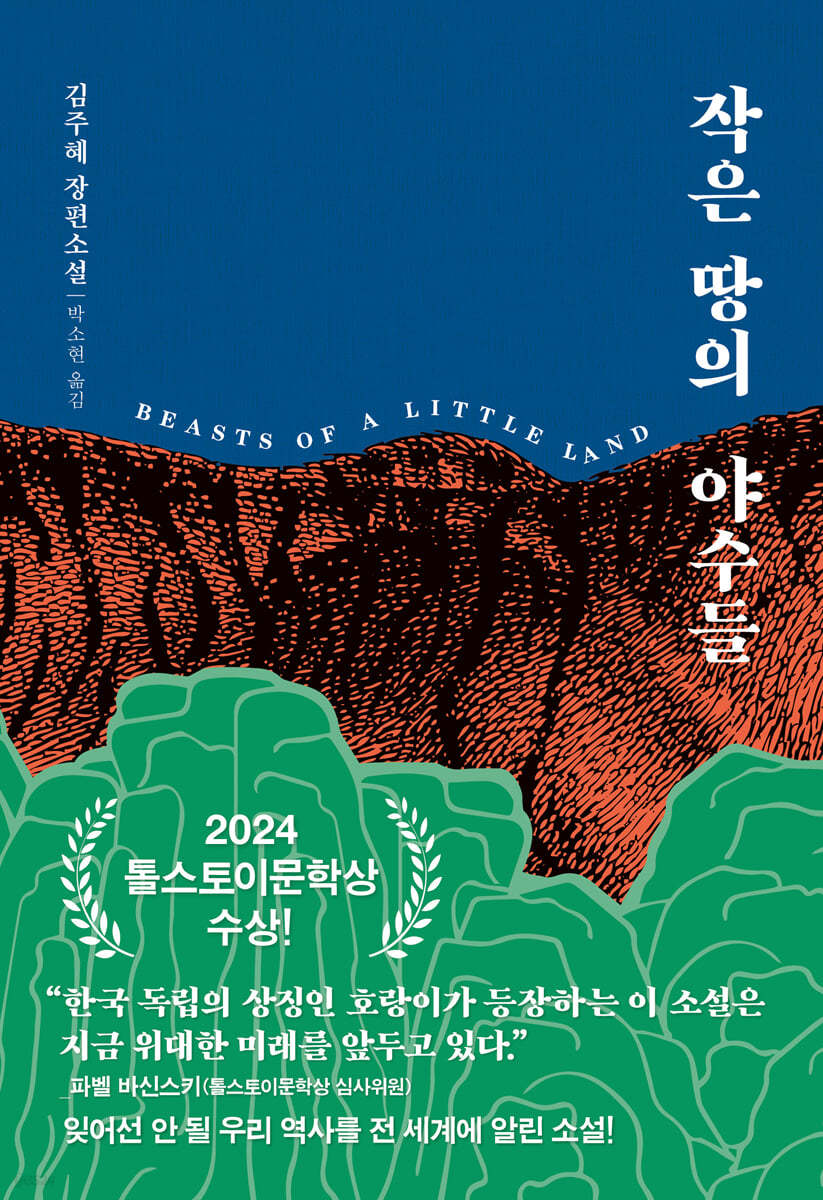 작은 땅의 야수들
김주혜 장편소설 | 박소현 옮김
BEASTS OF A LITTLE LAND
2024
톨스토이문학상
수상!
“한국 독립의 상징인 호랑이가 등장하는 이 소설은
지금 위대한 미래를 앞두고 있다.”
_파벨 바신스키(톨스토이문학상 심사위원)
잊어선 안 될 우리 역사를 전 세계에 알린 소설!